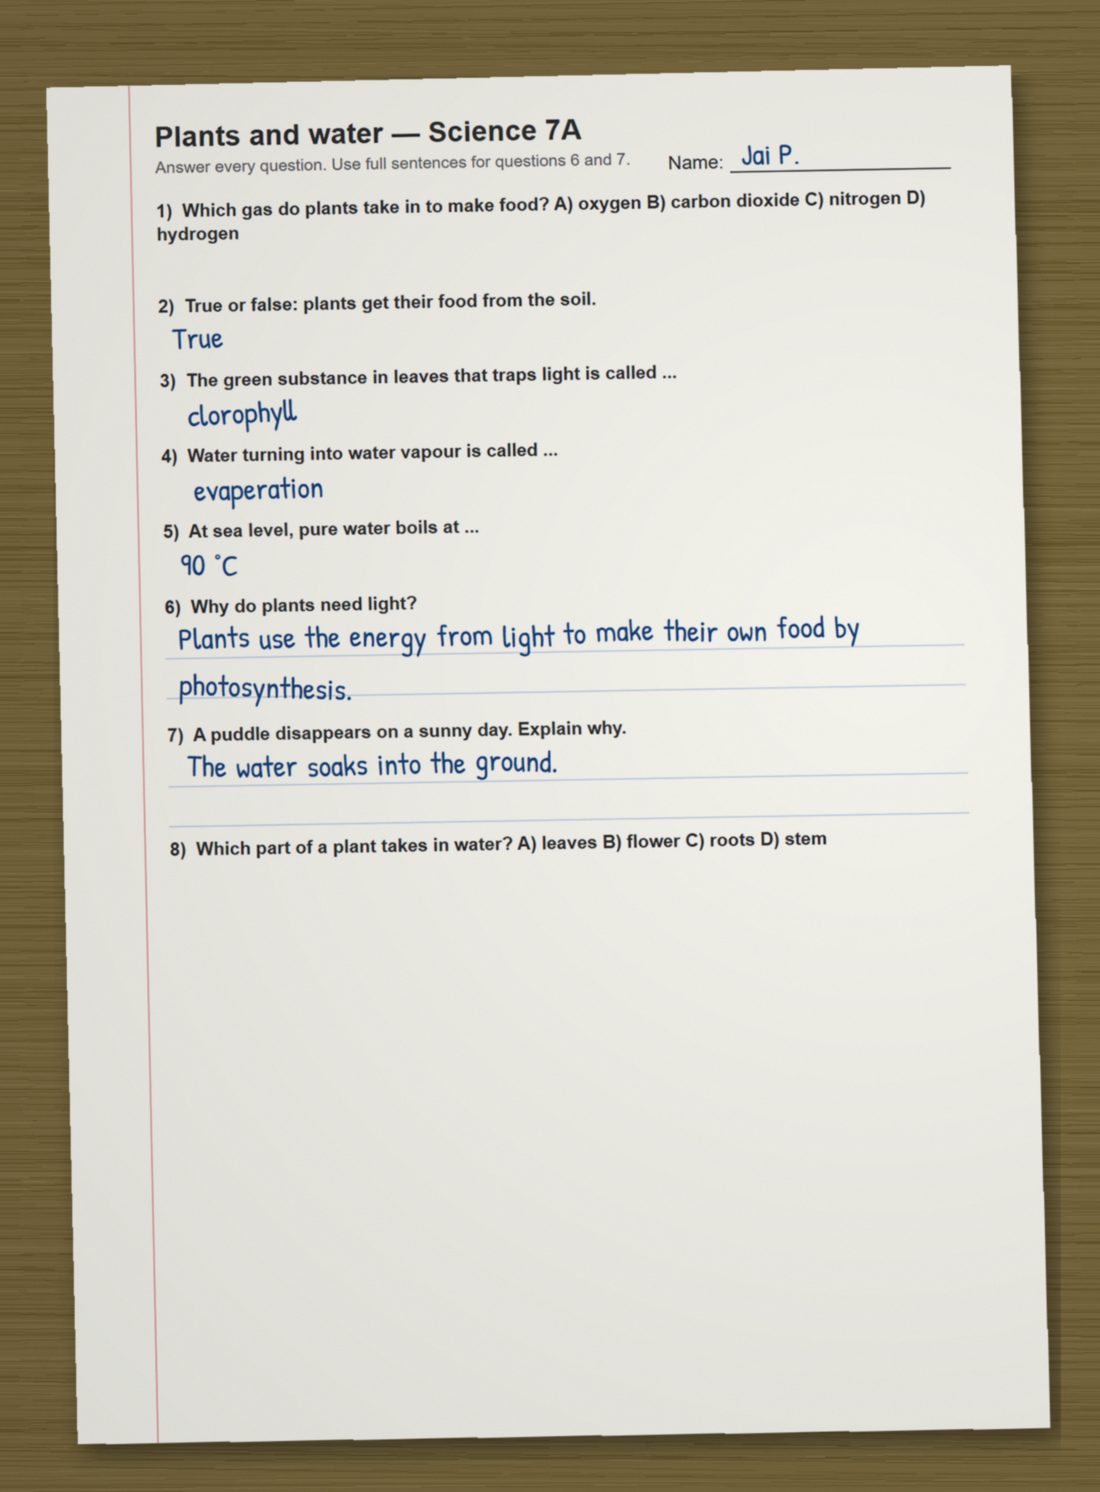 Plants and water — Science 7A
Answer every question. Use full sentences for questions 6 and 7.
Name: Jai P.
1) Which gas do plants take in to make food? A) oxygen B) carbon dioxide C) nitrogen D)
hydrogen
2) True or false: plants get their food from the soil.
True
3) The green substance in leaves that traps light is called ...
clorophyll
4) Water turning into water vapour is called ...
evaperation
5) At sea level, pure water boils at ...
90 °C
6) Why do plants need light?
Plants use the energy from light to make their own food by
photosynthesis.
7) A puddle disappears on a sunny day. Explain why.
The water soaks into the ground.
8) Which part of a plant takes in water? A) leaves B) flower C) roots D) stem